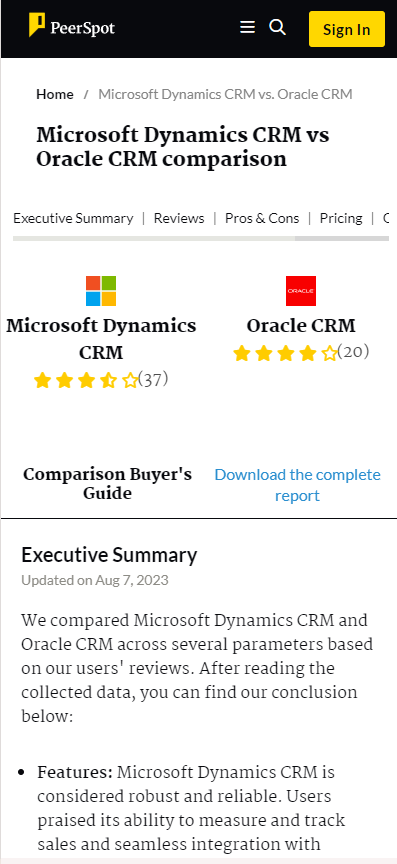 PeerSpot
Sign In
Home / Microsoft Dynamics CRM vs. Oracle CRM
Microsoft Dynamics CRM vs
Oracle CRM comparison
Executive Summary | Reviews | Pros & Cons | Pricing |
ORACLE
Microsoft Dynamics
CRM
(37)
Oracle CRM
(20)
Comparison Buyer's
Guide
Download the complete
report
Executive Summary
Updated on Aug 7, 2023
We compared Microsoft Dynamics CRM and
Oracle CRM across several parameters based
on our users' reviews. After reading the
collected data, you can find our conclusion
below:
• Features: Microsoft Dynamics CRM is
considered robust and reliable. Users
praised its ability to measure and track
sales and seamless integration with